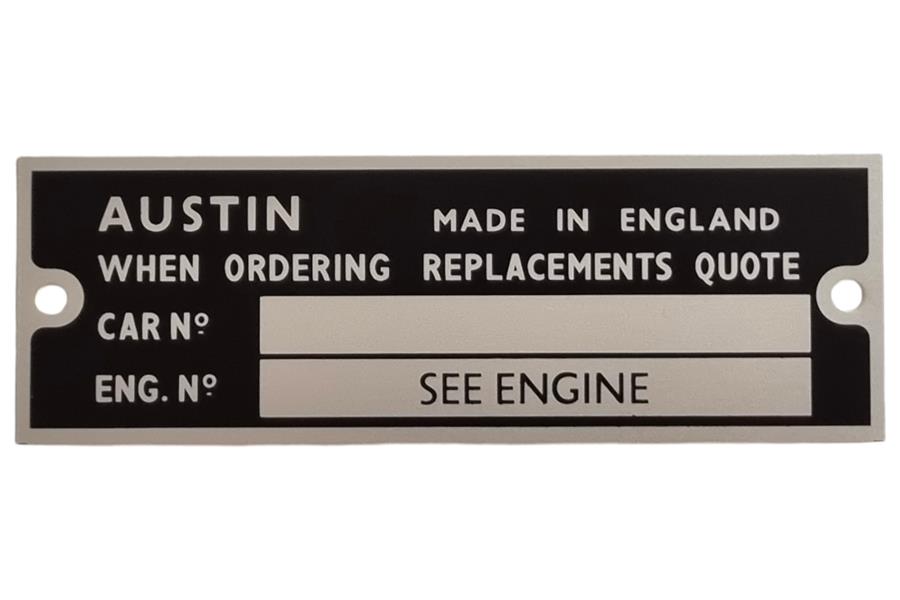 AUSTIN MADE IN ENGLAND
WHEN ORDERING REPLACEMENTS QUOTE
CAR Nº
ENG. Nº SEE ENGINE